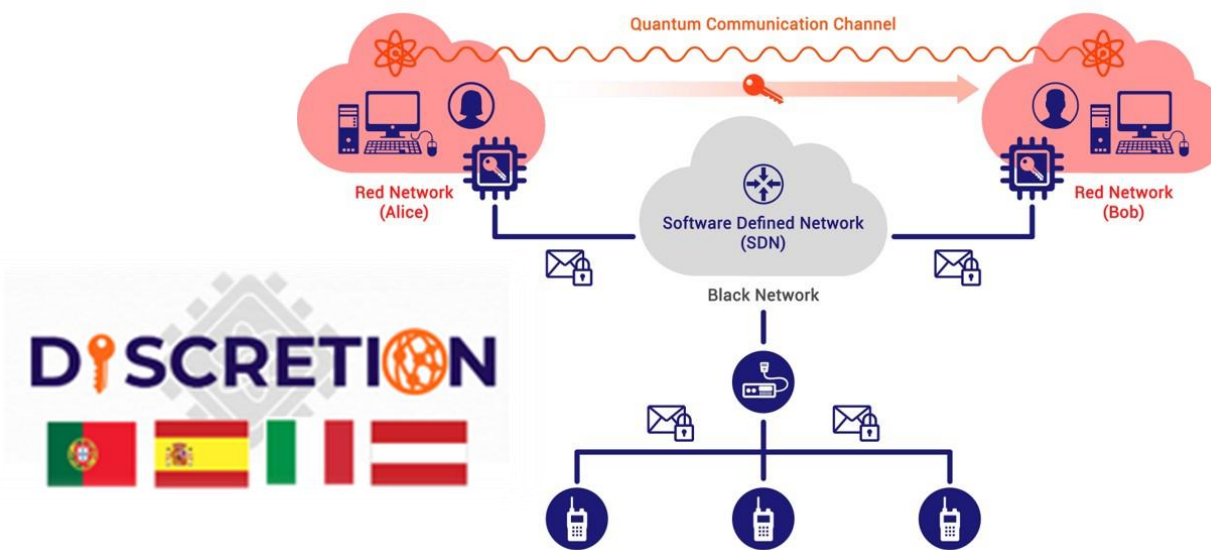 Quantum Communication Channel
Red Network
(Alice)
Red Network
(Bob)
Software Defined Network
(SDN)
Black Network
DISCRETION